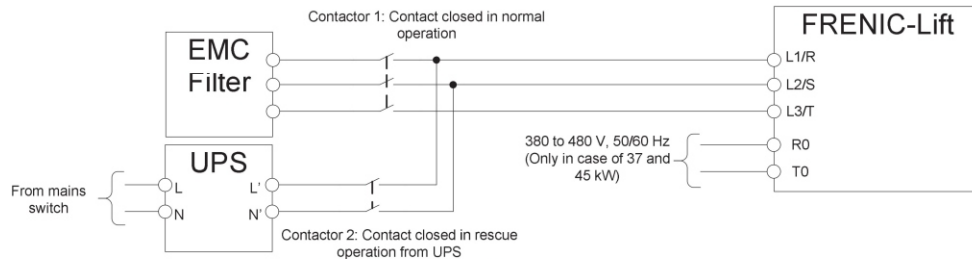 Contactor 1: Contact closed in normal
operation
FRENIC-Lift
EMC
Filter
L1/R
L2/S
L3/T
380 to 480 V, 50/60 Hz
(Only in case of 37 and
45 kW)
R0
T0
UPS
From mains
switch
L
L'
N
N'
Contactor 2: Contact closed in rescue
operation from UPS